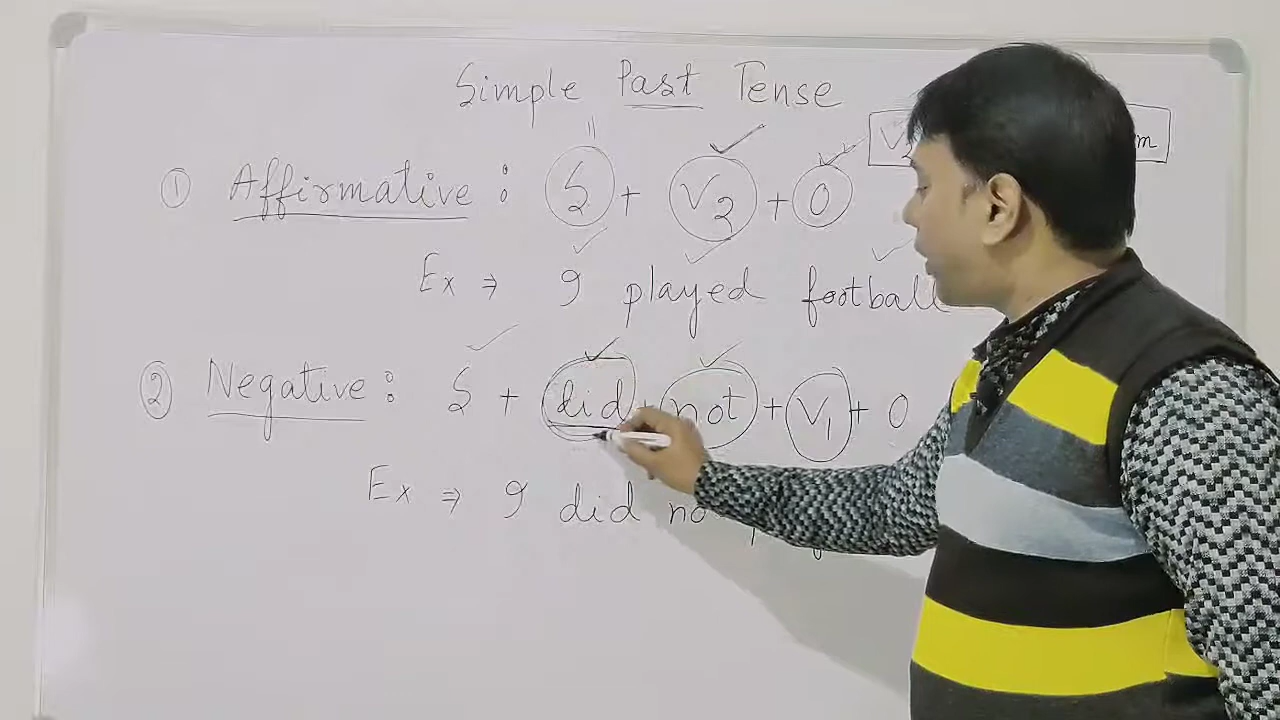 Simple Past Tense
① Affirmative : S + V2 + O
Ex ⇒ I played football
② Negative : S + did + not + V1 + O
Ex ⇒ I did